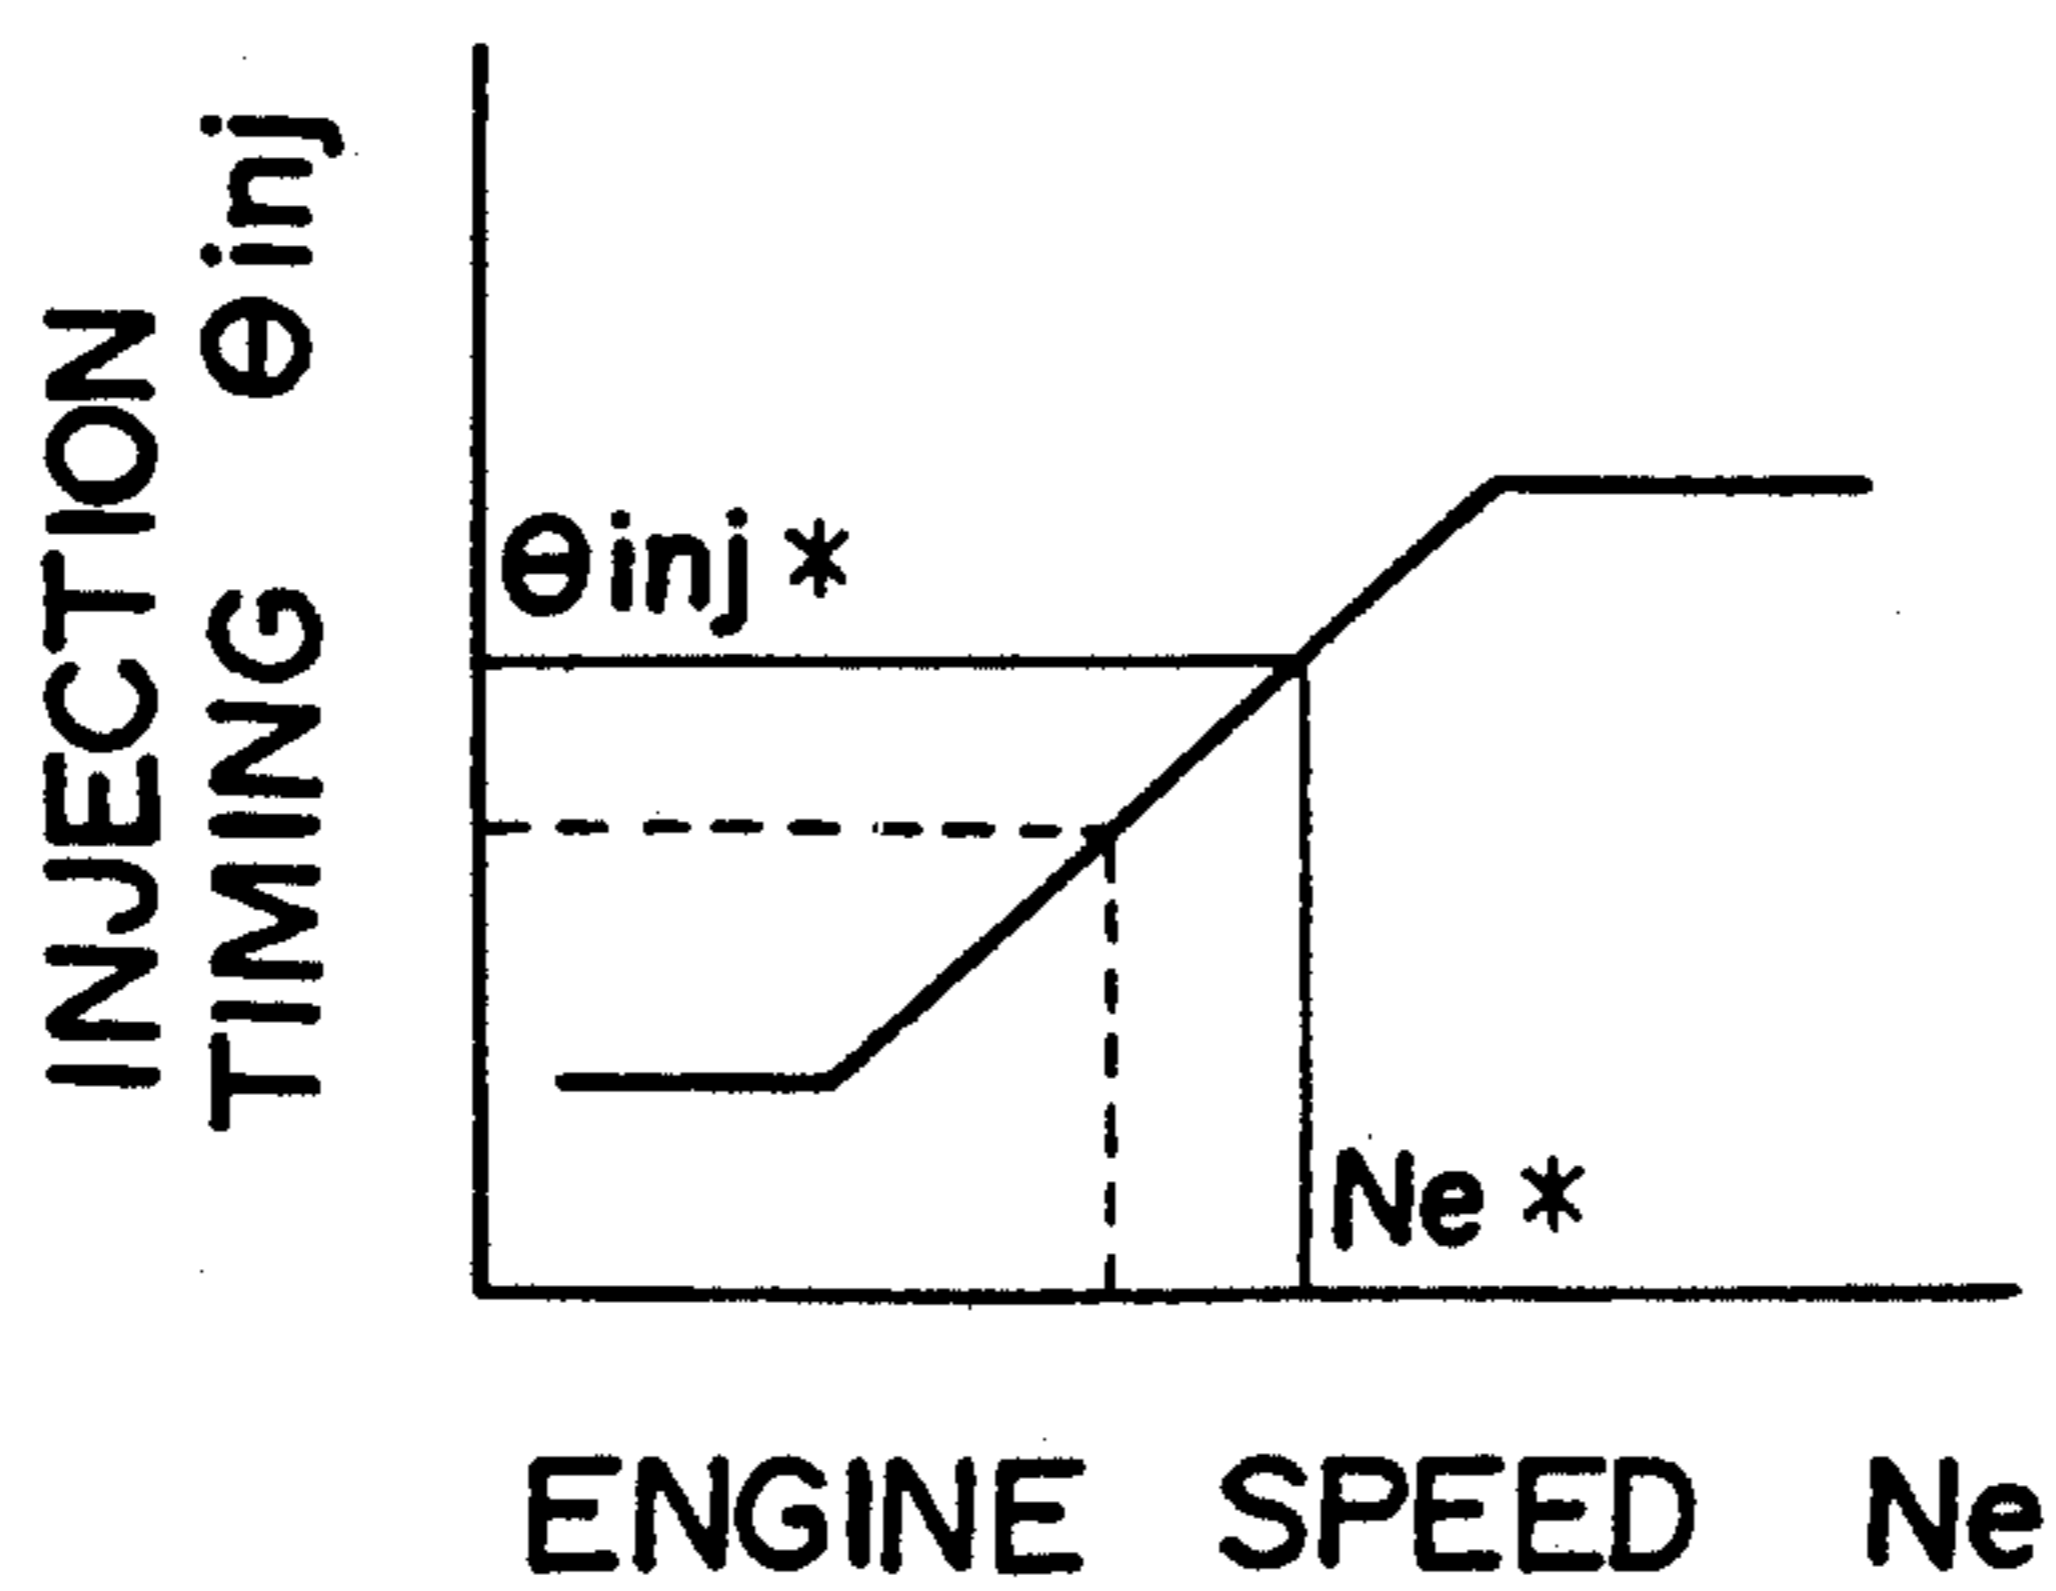 INJECTION
TIMING Θinj
Θinj*
Ne*
ENGINE SPEED Ne